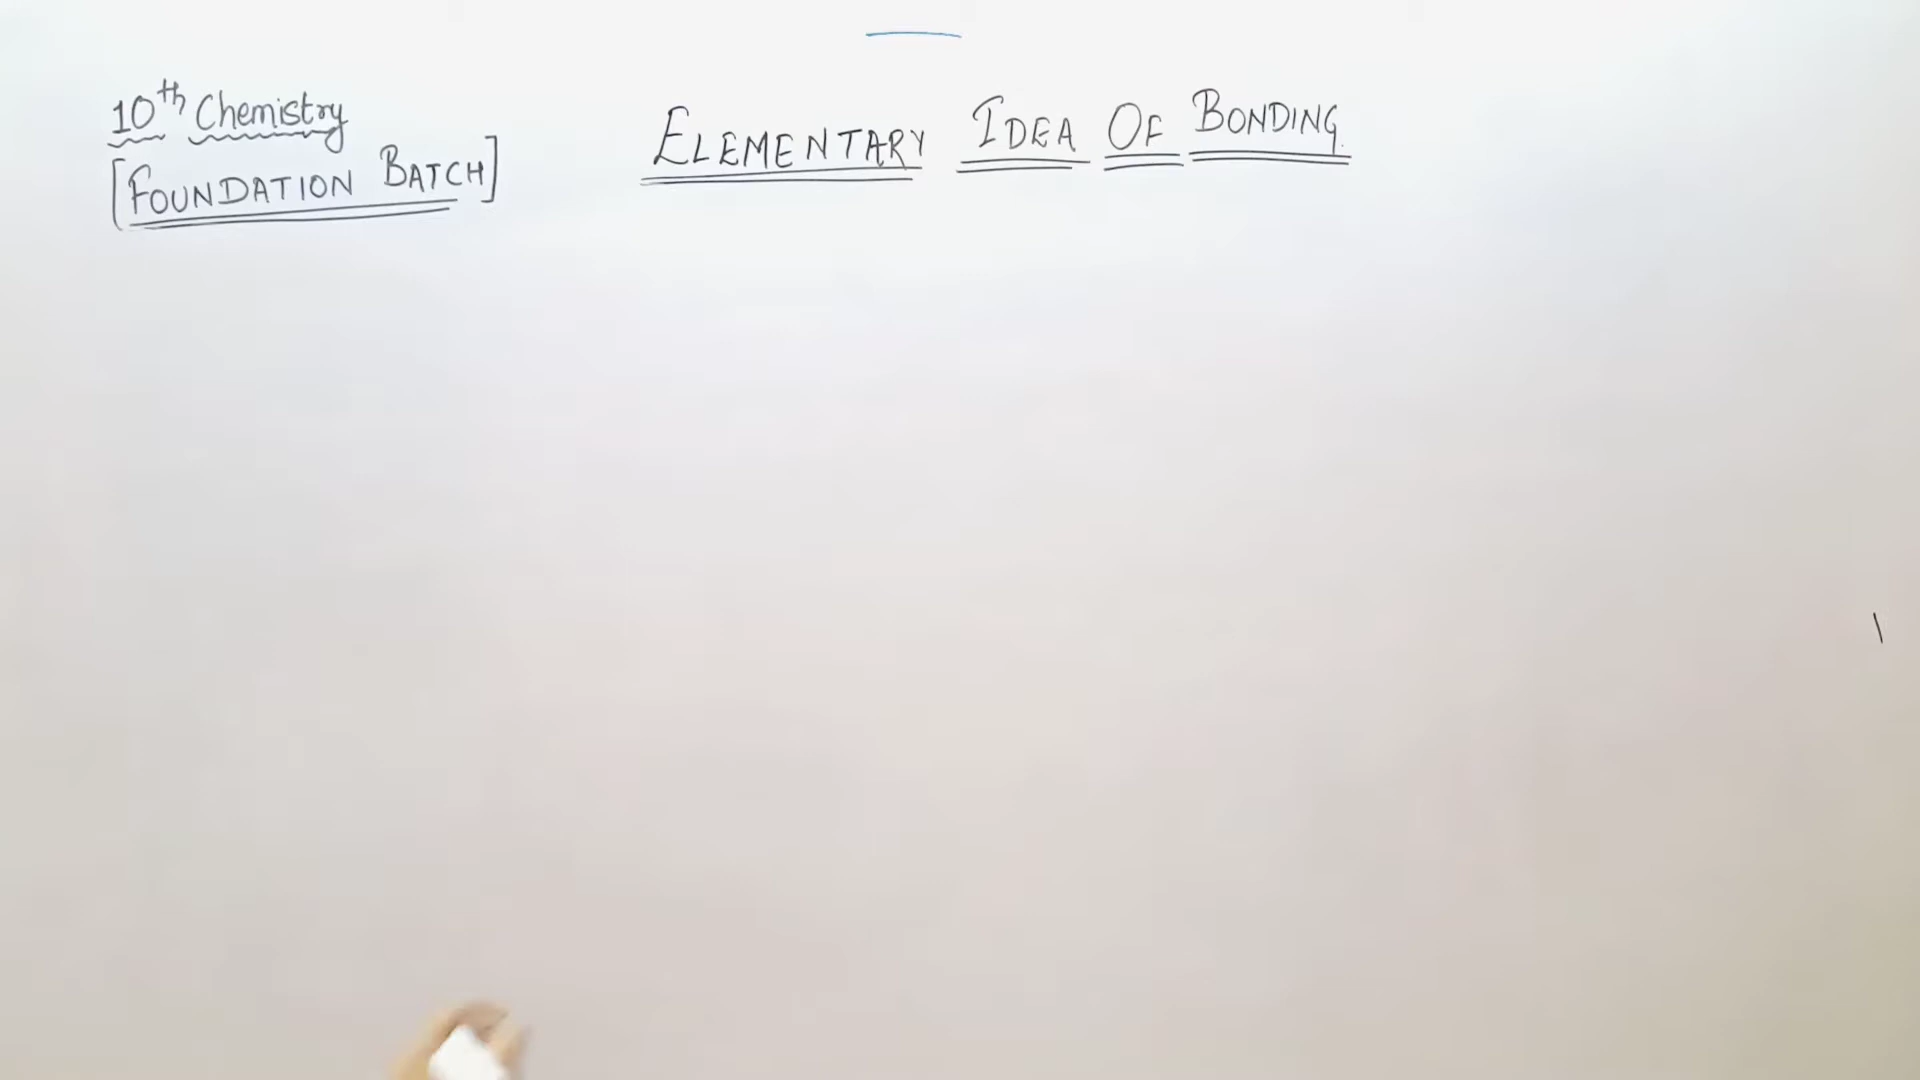 10th Chemistry
[FOUNDATION BATCH]
ELEMENTARY IDEA OF BONDING.